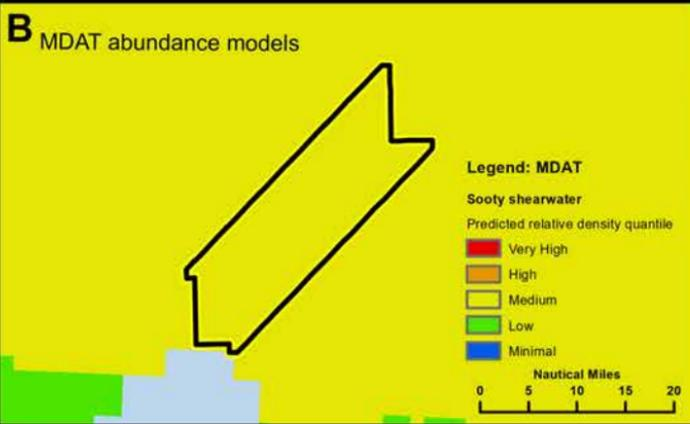 B MDAT abundance models
Legend: MDAT
Sooty shearwater
Predicted relative density quantile
Very High
High
Medium
Low
Minimal
Nautical Miles
0 5 10 15 20